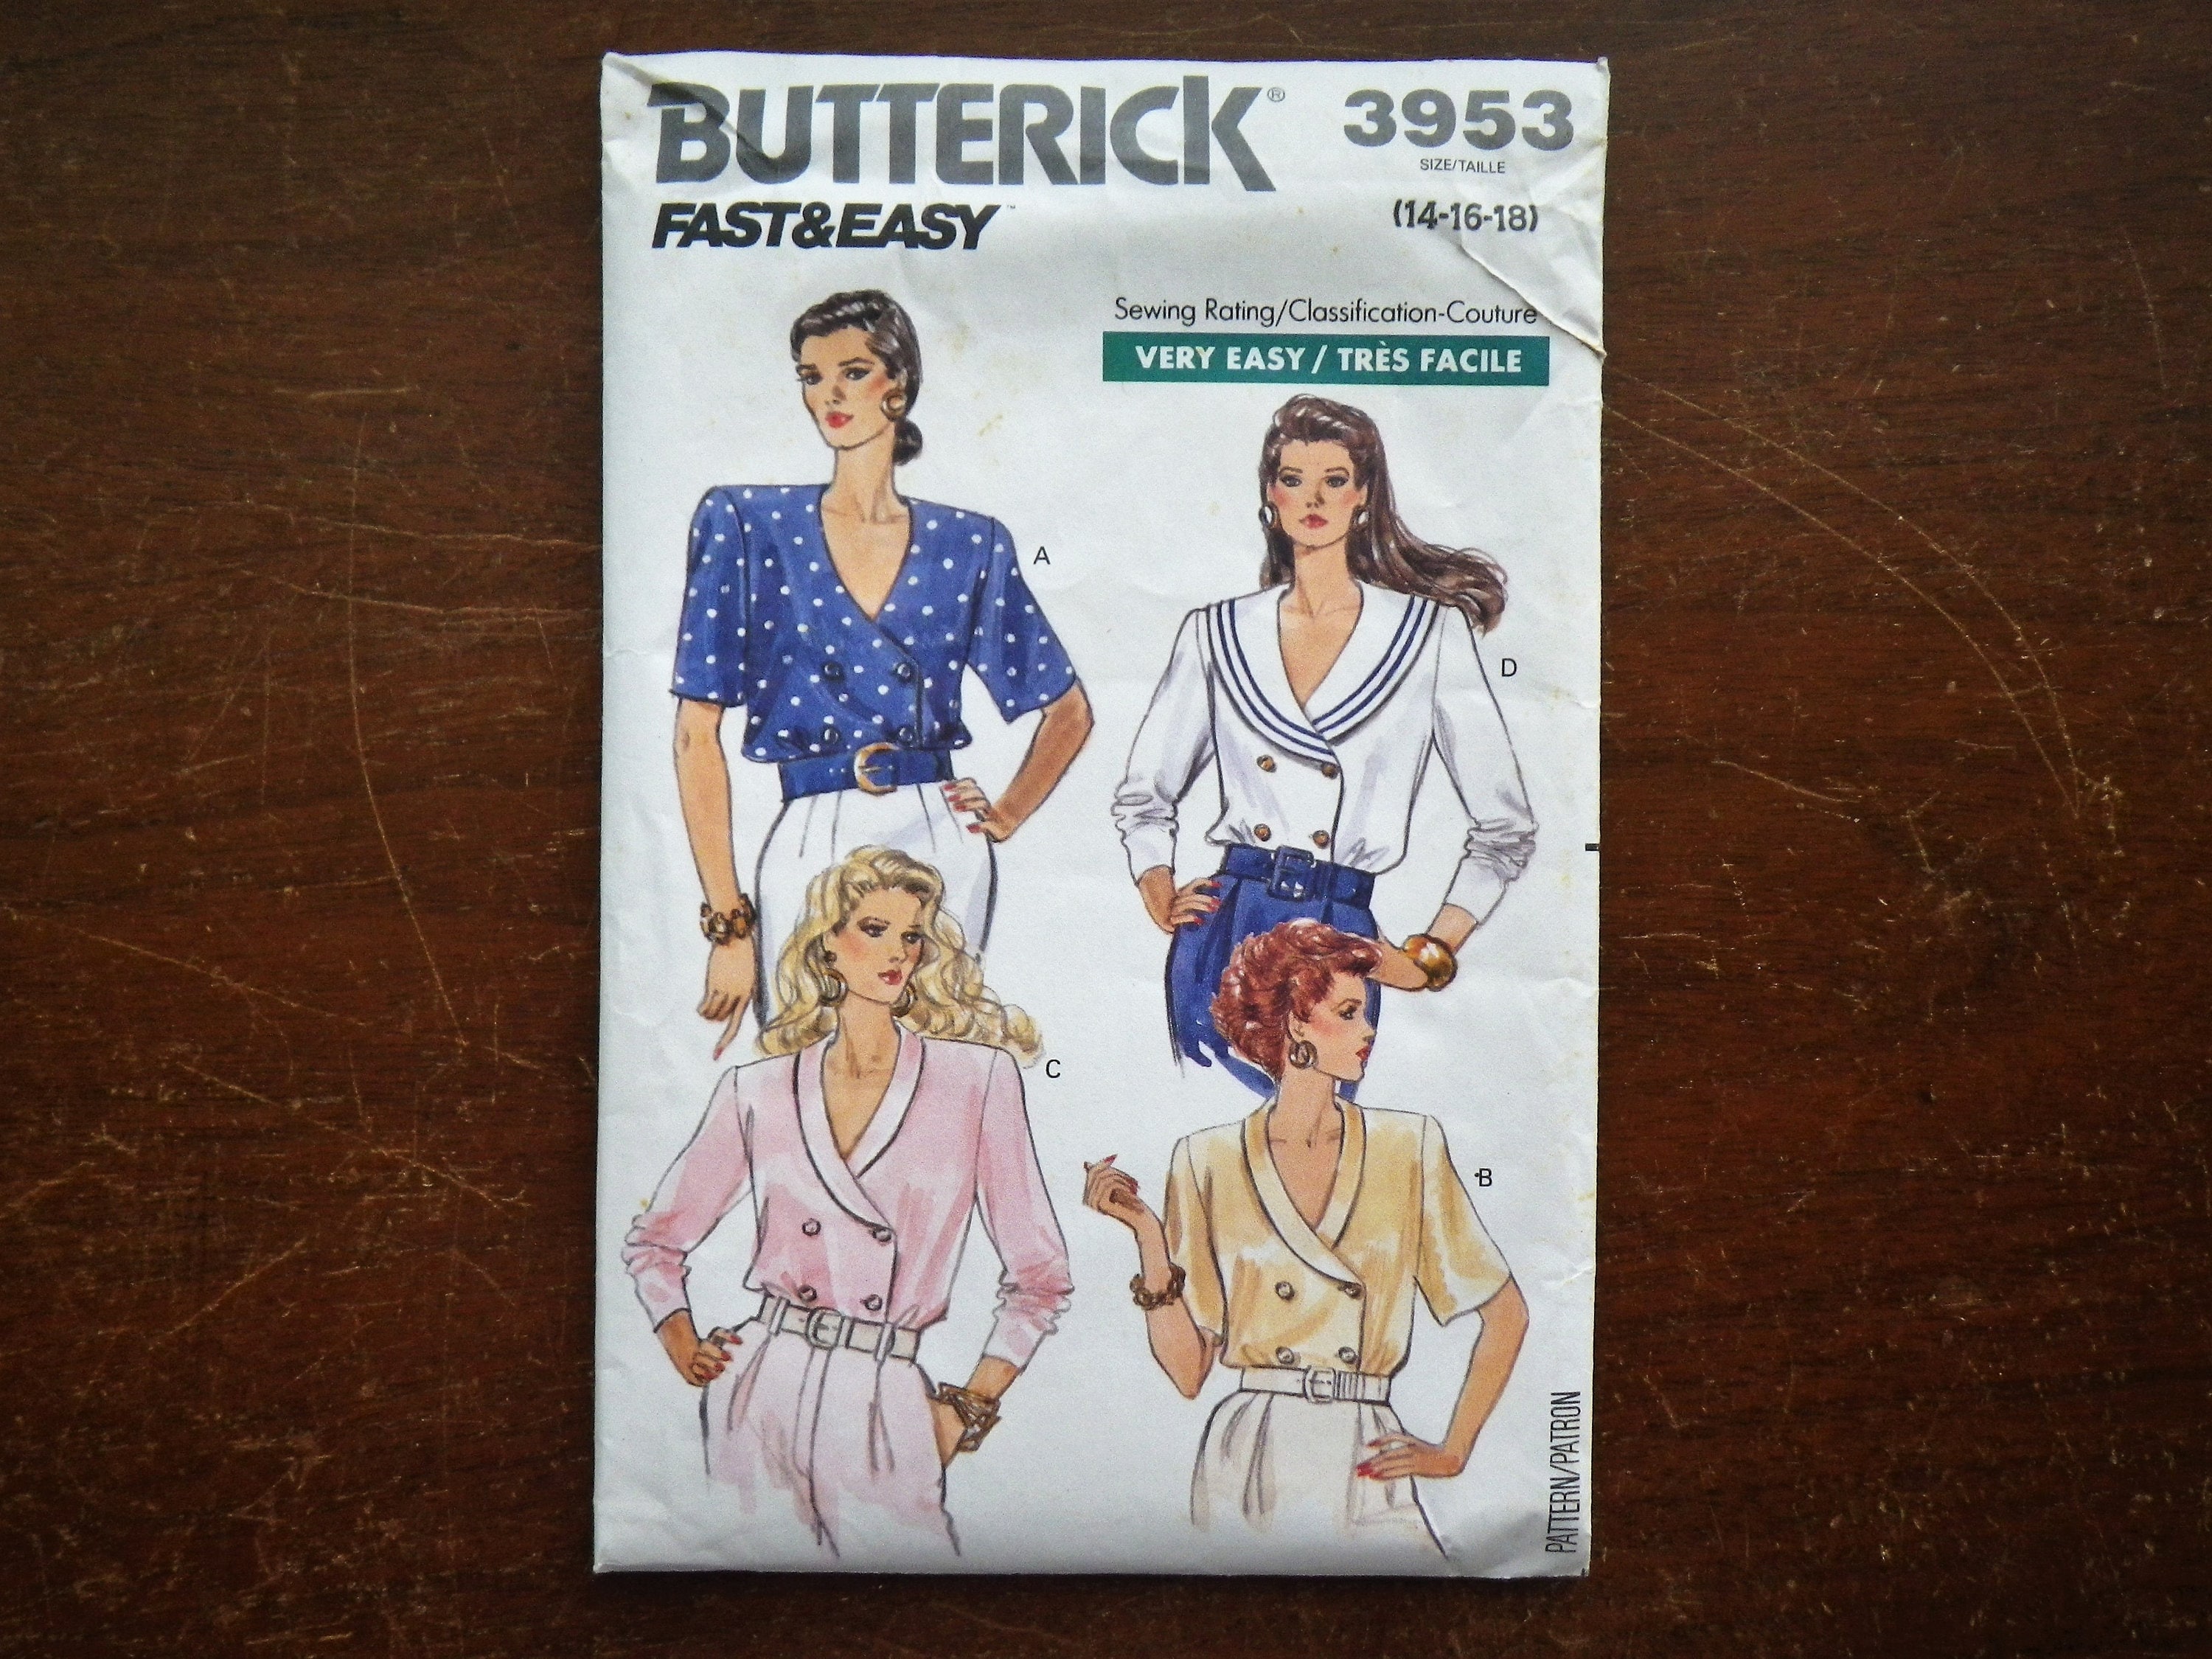 BUTTERICK® 3953
SIZE/TAILLE
FAST&EASY™ (14-16-18)
Sewing Rating/Classification-Couture
VERY EASY / TRÈS FACILE
A
D
C
B
PATTERN/PATRON